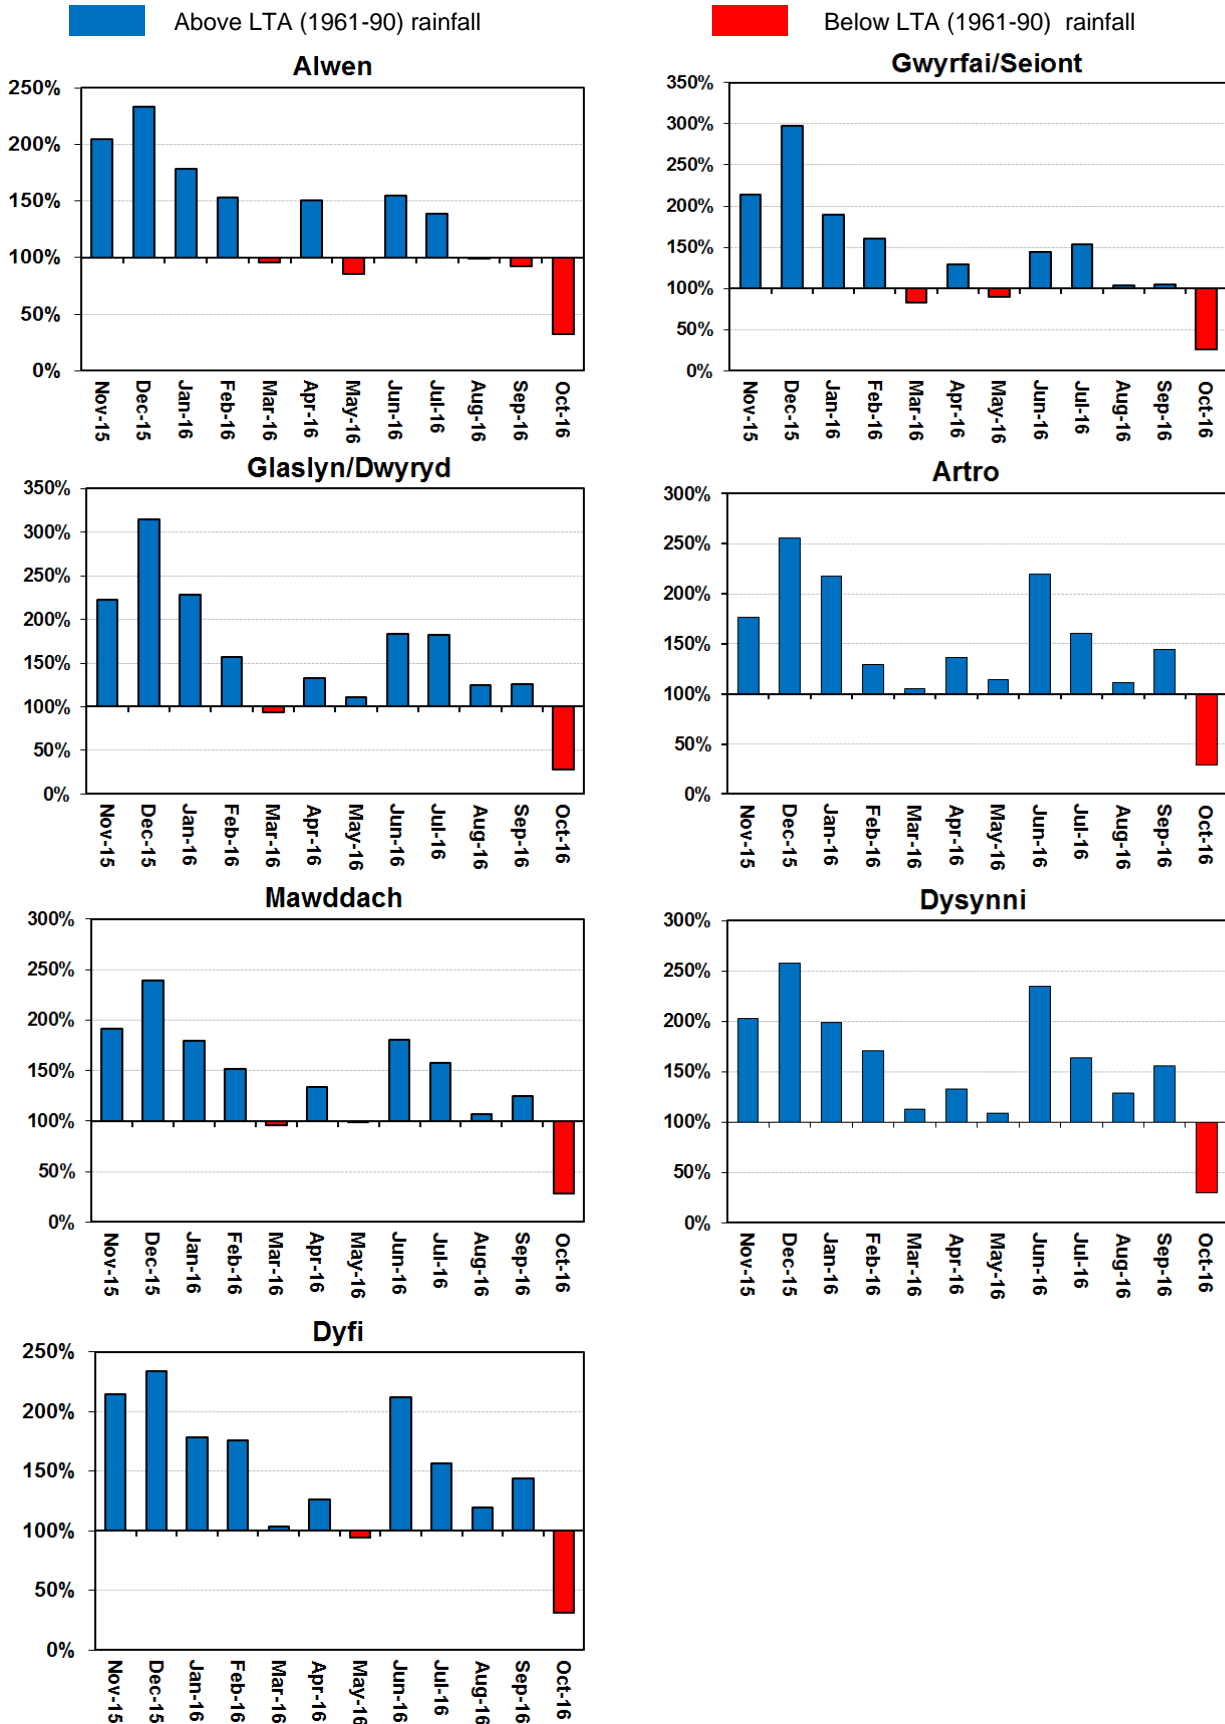 Above LTA (1961-90) rainfall
Below LTA (1961-90) rainfall
Alwen
250%
200%
150%
100%
50%
0%
Nov-15
Dec-15
Jan-16
Feb-16
Mar-16
Apr-16
May-16
Jun-16
Jul-16
Aug-16
Sep-16
Oct-16
Gwyrfai/Seiont
350%
300%
250%
200%
150%
100%
50%
0%
Nov-15
Dec-15
Jan-16
Feb-16
Mar-16
Apr-16
May-16
Jun-16
Jul-16
Aug-16
Sep-16
Oct-16
Glaslyn/Dwyryd
350%
300%
250%
200%
150%
100%
50%
0%
Nov-15
Dec-15
Jan-16
Feb-16
Mar-16
Apr-16
May-16
Jun-16
Jul-16
Aug-16
Sep-16
Oct-16
Artro
300%
250%
200%
150%
100%
50%
0%
Nov-15
Dec-15
Jan-16
Feb-16
Mar-16
Apr-16
May-16
Jun-16
Jul-16
Aug-16
Sep-16
Oct-16
Mawddach
300%
250%
200%
150%
100%
50%
0%
Nov-15
Dec-15
Jan-16
Feb-16
Mar-16
Apr-16
May-16
Jun-16
Jul-16
Aug-16
Sep-16
Oct-16
Dysynni
300%
250%
200%
150%
100%
50%
0%
Nov-15
Dec-15
Jan-16
Feb-16
Mar-16
Apr-16
May-16
Jun-16
Jul-16
Aug-16
Sep-16
Oct-16
Dyfi
250%
200%
150%
100%
50%
0%
Nov-15
Dec-15
Jan-16
Feb-16
Mar-16
Apr-16
May-16
Jun-16
Jul-16
Aug-16
Sep-16
Oct-16